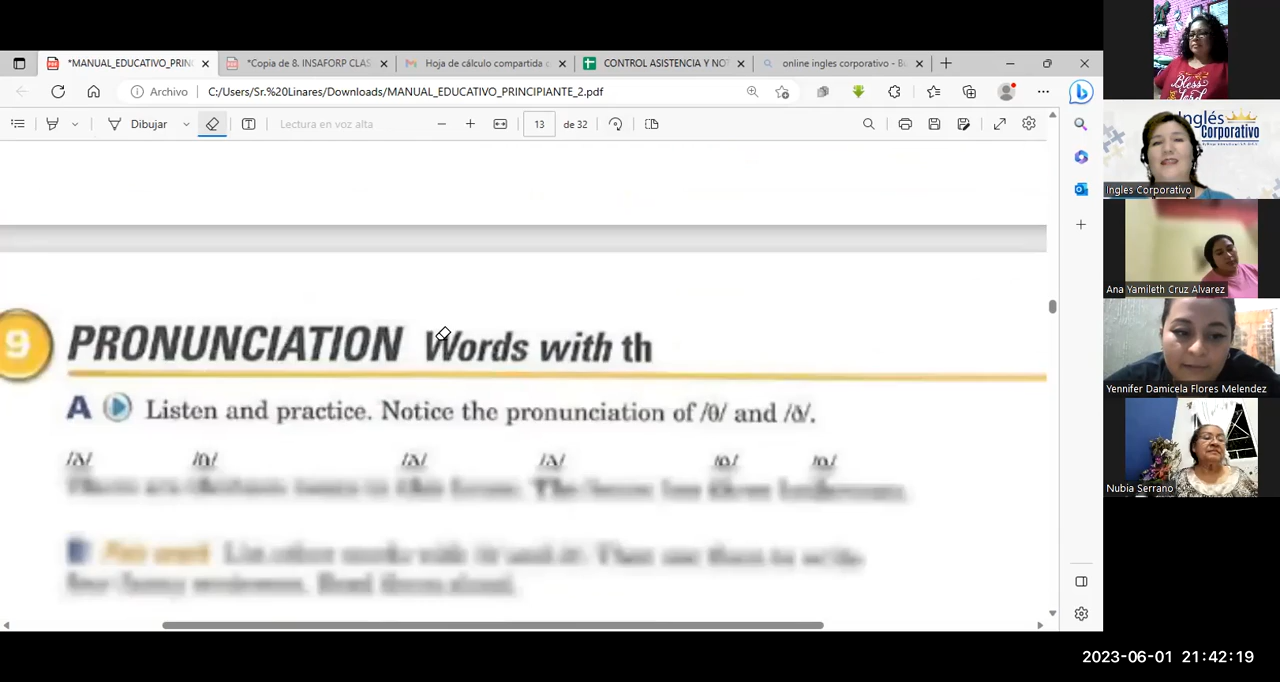 *MANUAL_EDUCATIVO_PRIN
*Copia de 8. INSAFORP CLAS
Hoja de cálculo compartida
CONTROL ASISTENCIA Y NO
online ingles corporativo - Bu
Archivo
C:/Users/Sr.%20Linares/Downloads/MANUAL_EDUCATIVO_PRINCIPIANTE_2.pdf
Dibujar
Lectura en voz alta
13
de 32
9
PRONUNCIATION Words with th
A Listen and practice. Notice the pronunciation of /θ/ and /ð/.
Bless
Inglés
Corporativo
Ingles Corporativo
Ana Yamileth Cruz Alvarez
Yennifer Damicela Flores Melendez
Nubia Serrano
2023-06-01 21:42:19